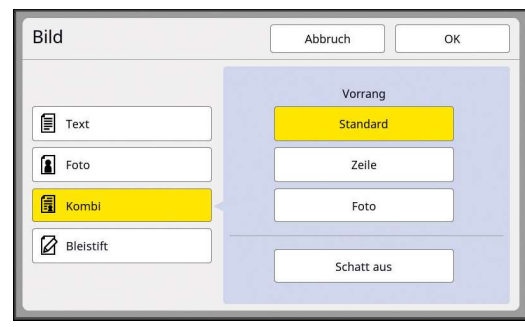 Bild
Abbruch
OK
Text
Foto
Kombi
Bleistift
Vorrang
Standard
Zeile
Foto
Schatt aus